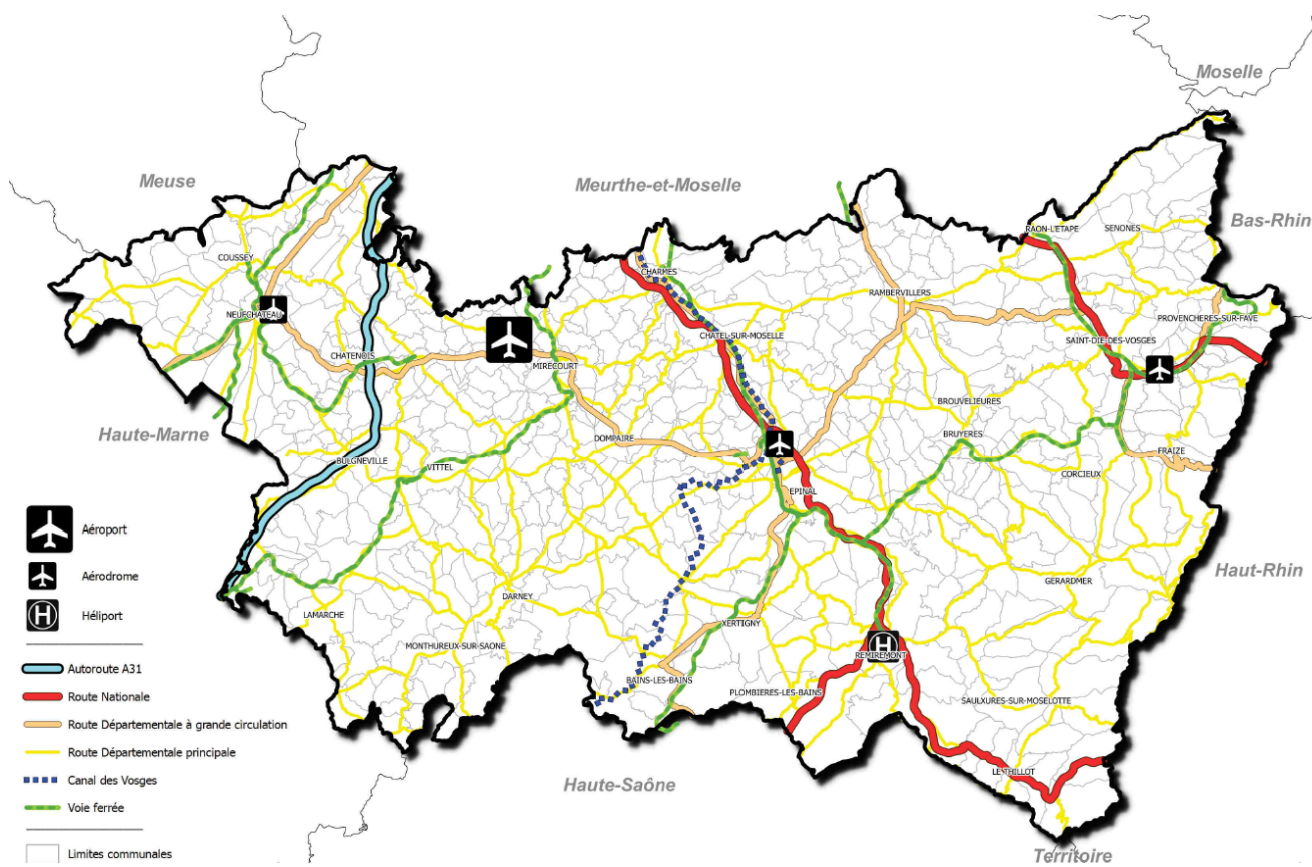 Moselle
Meuse
Meurthe-et-Moselle
Bas-Rhin
RAON-L'ETAPE
SENONES
COUSSEY
CHARMES
RAMBERVILLERS
NEUFCHATEAU
PROVENCHERES-SUR-FAVE
CHATEL-SUR-MOSELLE
SAINT-DIE-DES-VOSGES
CHATENOIS
MIRECOURT
BROUVELIEURES
Haute-Marne
DOMPAIRE
BRUYERES
FRAIZE
BULGNEVILLE
VITTEL
CORCIEUX
EPINAL
H
Aéroport
Aérodrome
Héliport
Haut-Rhin
GERARDMER
DARNEY
LAMARCHE
XERTIGNY
MONTHUREUX-SUR-SAONE
H
REMIREMONT
BAINS-LES-BAINS
PLOMBIERES-LES-BAINS
SAULXURES-SUR-MOSELOTTE
Autoroute A31
Route Nationale
Route Départementale à grande circulation
Route Départementale principale
Canal des Vosges
Voie ferrée
Limites communales
LE THILLOT
Haute-Saône
Territoire